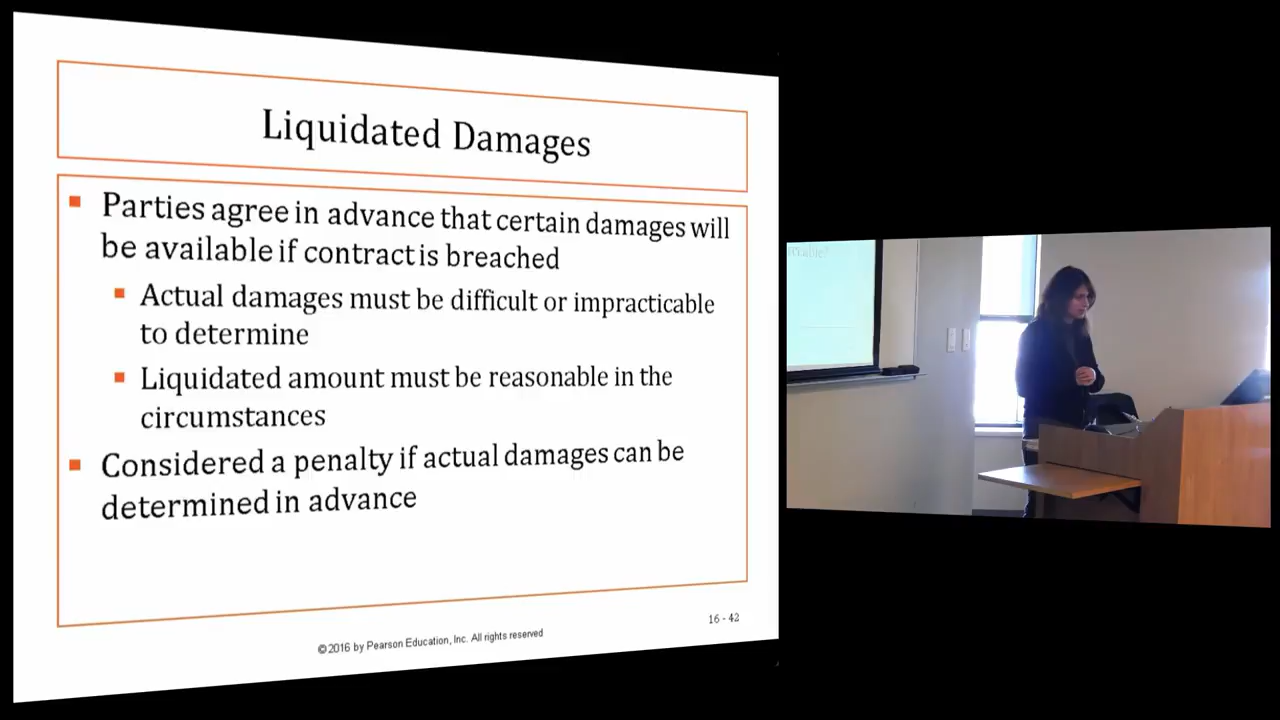 Liquidated Damages
Parties agree in advance that certain damages will
be available if contract is breached
Actual damages must be difficult or impracticable
to determine
Liquidated amount must be reasonable in the
circumstances
Considered a penalty if actual damages can be
determined in advance
16 - 42
©2016 by Pearson Education, Inc. All rights reserved